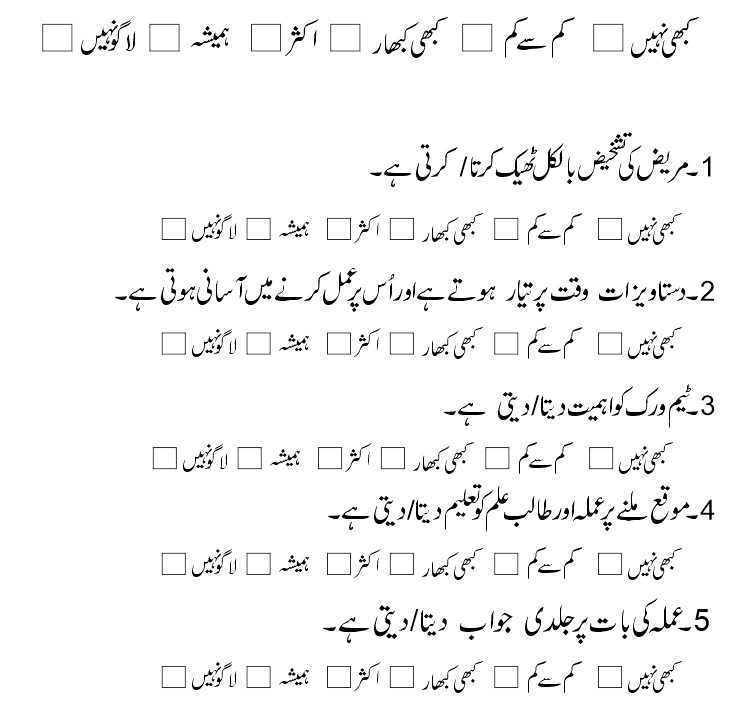 کبھی نہیں ☐ کم سے کم ☐ کبھی کبھار ☐ اکثر ☐ ہمیشہ ☐ لاگو نہیں ☐
1۔مریض کی تشخیص بالکل ٹھیک کرتا/ کرتی ہے۔
کبھی نہیں ☐ کم سے کم ☐ کبھی کبھار ☐ اکثر ☐ ہمیشہ ☐ لاگو نہیں ☐
2۔دستاویزات وقت پر تیار ہوتے ہے اور اُس پر عمل کرنے میں آسانی ہوتی ہے۔
کبھی نہیں ☐ کم سے کم ☐ کبھی کبھار ☐ اکثر ☐ ہمیشہ ☐ لاگو نہیں ☐
3۔ٹیم ورک کو اہمیت دیتا/دیتی ہے۔
کبھی نہیں ☐ کم سے کم ☐ کبھی کبھار ☐ اکثر ☐ ہمیشہ ☐ لاگو نہیں ☐
4۔موقع ملنے پر عملہ اور طالب علم کو تعلیم دیتا/دیتی ہے۔
کبھی نہیں ☐ کم سے کم ☐ کبھی کبھار ☐ اکثر ☐ ہمیشہ ☐ لاگو نہیں ☐
5۔عملہ کی بات پر جلدی جواب دیتا/دیتی ہے۔
کبھی نہیں ☐ کم سے کم ☐ کبھی کبھار ☐ اکثر ☐ ہمیشہ ☐ لاگو نہیں ☐